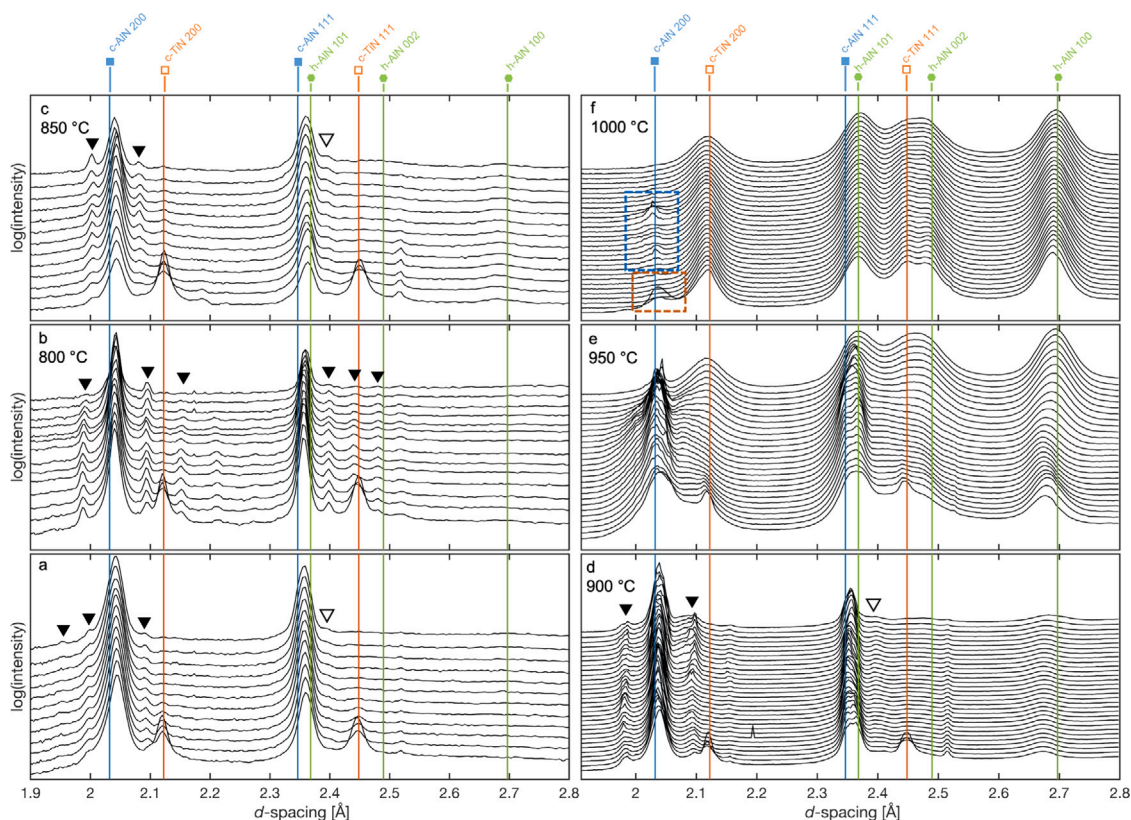 c-AlN 200
c-TiN 200
c-AlN 111
h-AlN 101
c-TiN 111
h-AlN 002
h-AlN 100
c-AlN 200
c-TiN 200
c-AlN 111
h-AlN 101
c-TiN 111
h-AlN 002
h-AlN 100
c
850 °C
log(intensity)
f
1000 °C
b
800 °C
log(intensity)
e
950 °C
a
log(intensity)
d
900 °C
1.9 2 2.1 2.2 2.3 2.4 2.5 2.6 2.7 2.8
d-spacing [Å]
2 2.1 2.2 2.3 2.4 2.5 2.6 2.7 2.8
d-spacing [Å]